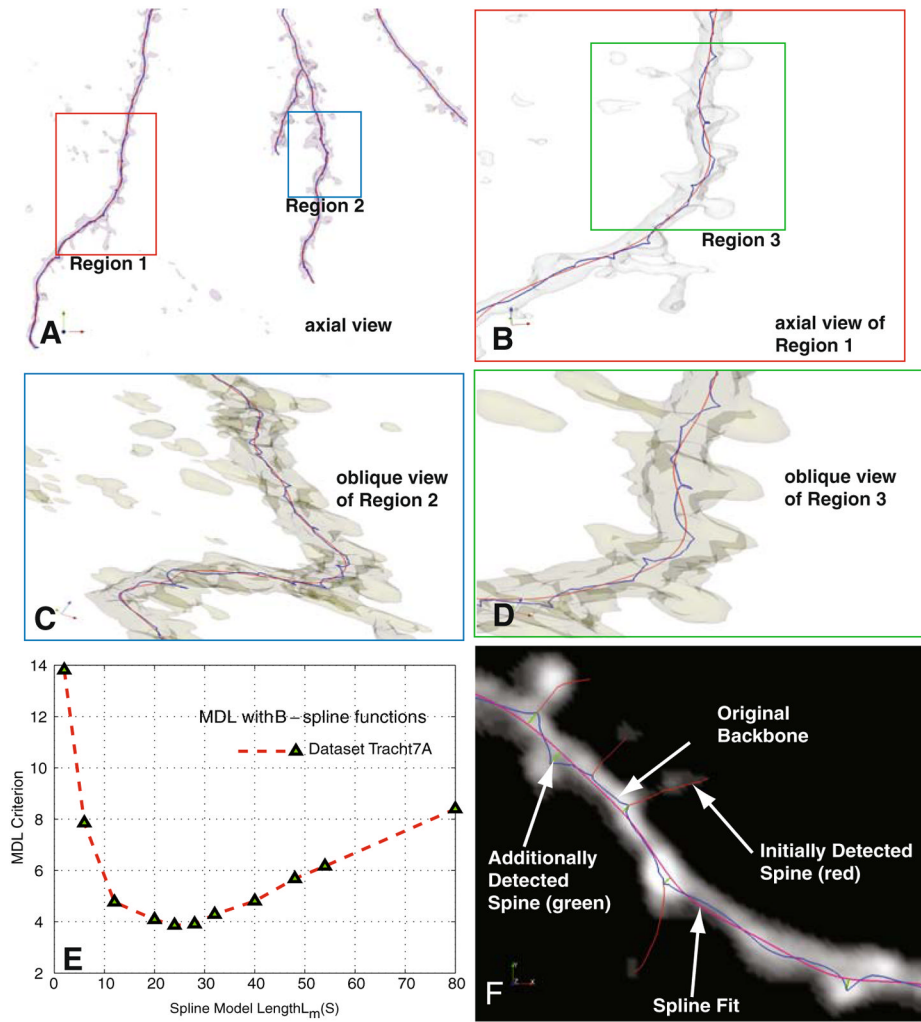 Region 1
Region 2
A
axial view
Region 3
B
axial view of
Region 1
oblique view
of Region 2
C
oblique view
of Region 3
D
14
12
10
8
6
4
2
0
10
20
30
40
50
60
70
80
MDL Criterion
MDL with B – spline functions
Dataset Tracht7A
E
Spline Model LengthLm(S)
Original
Backbone
Additionally
Detected
Spine (green)
Initially Detected
Spine (red)
Spline Fit
F